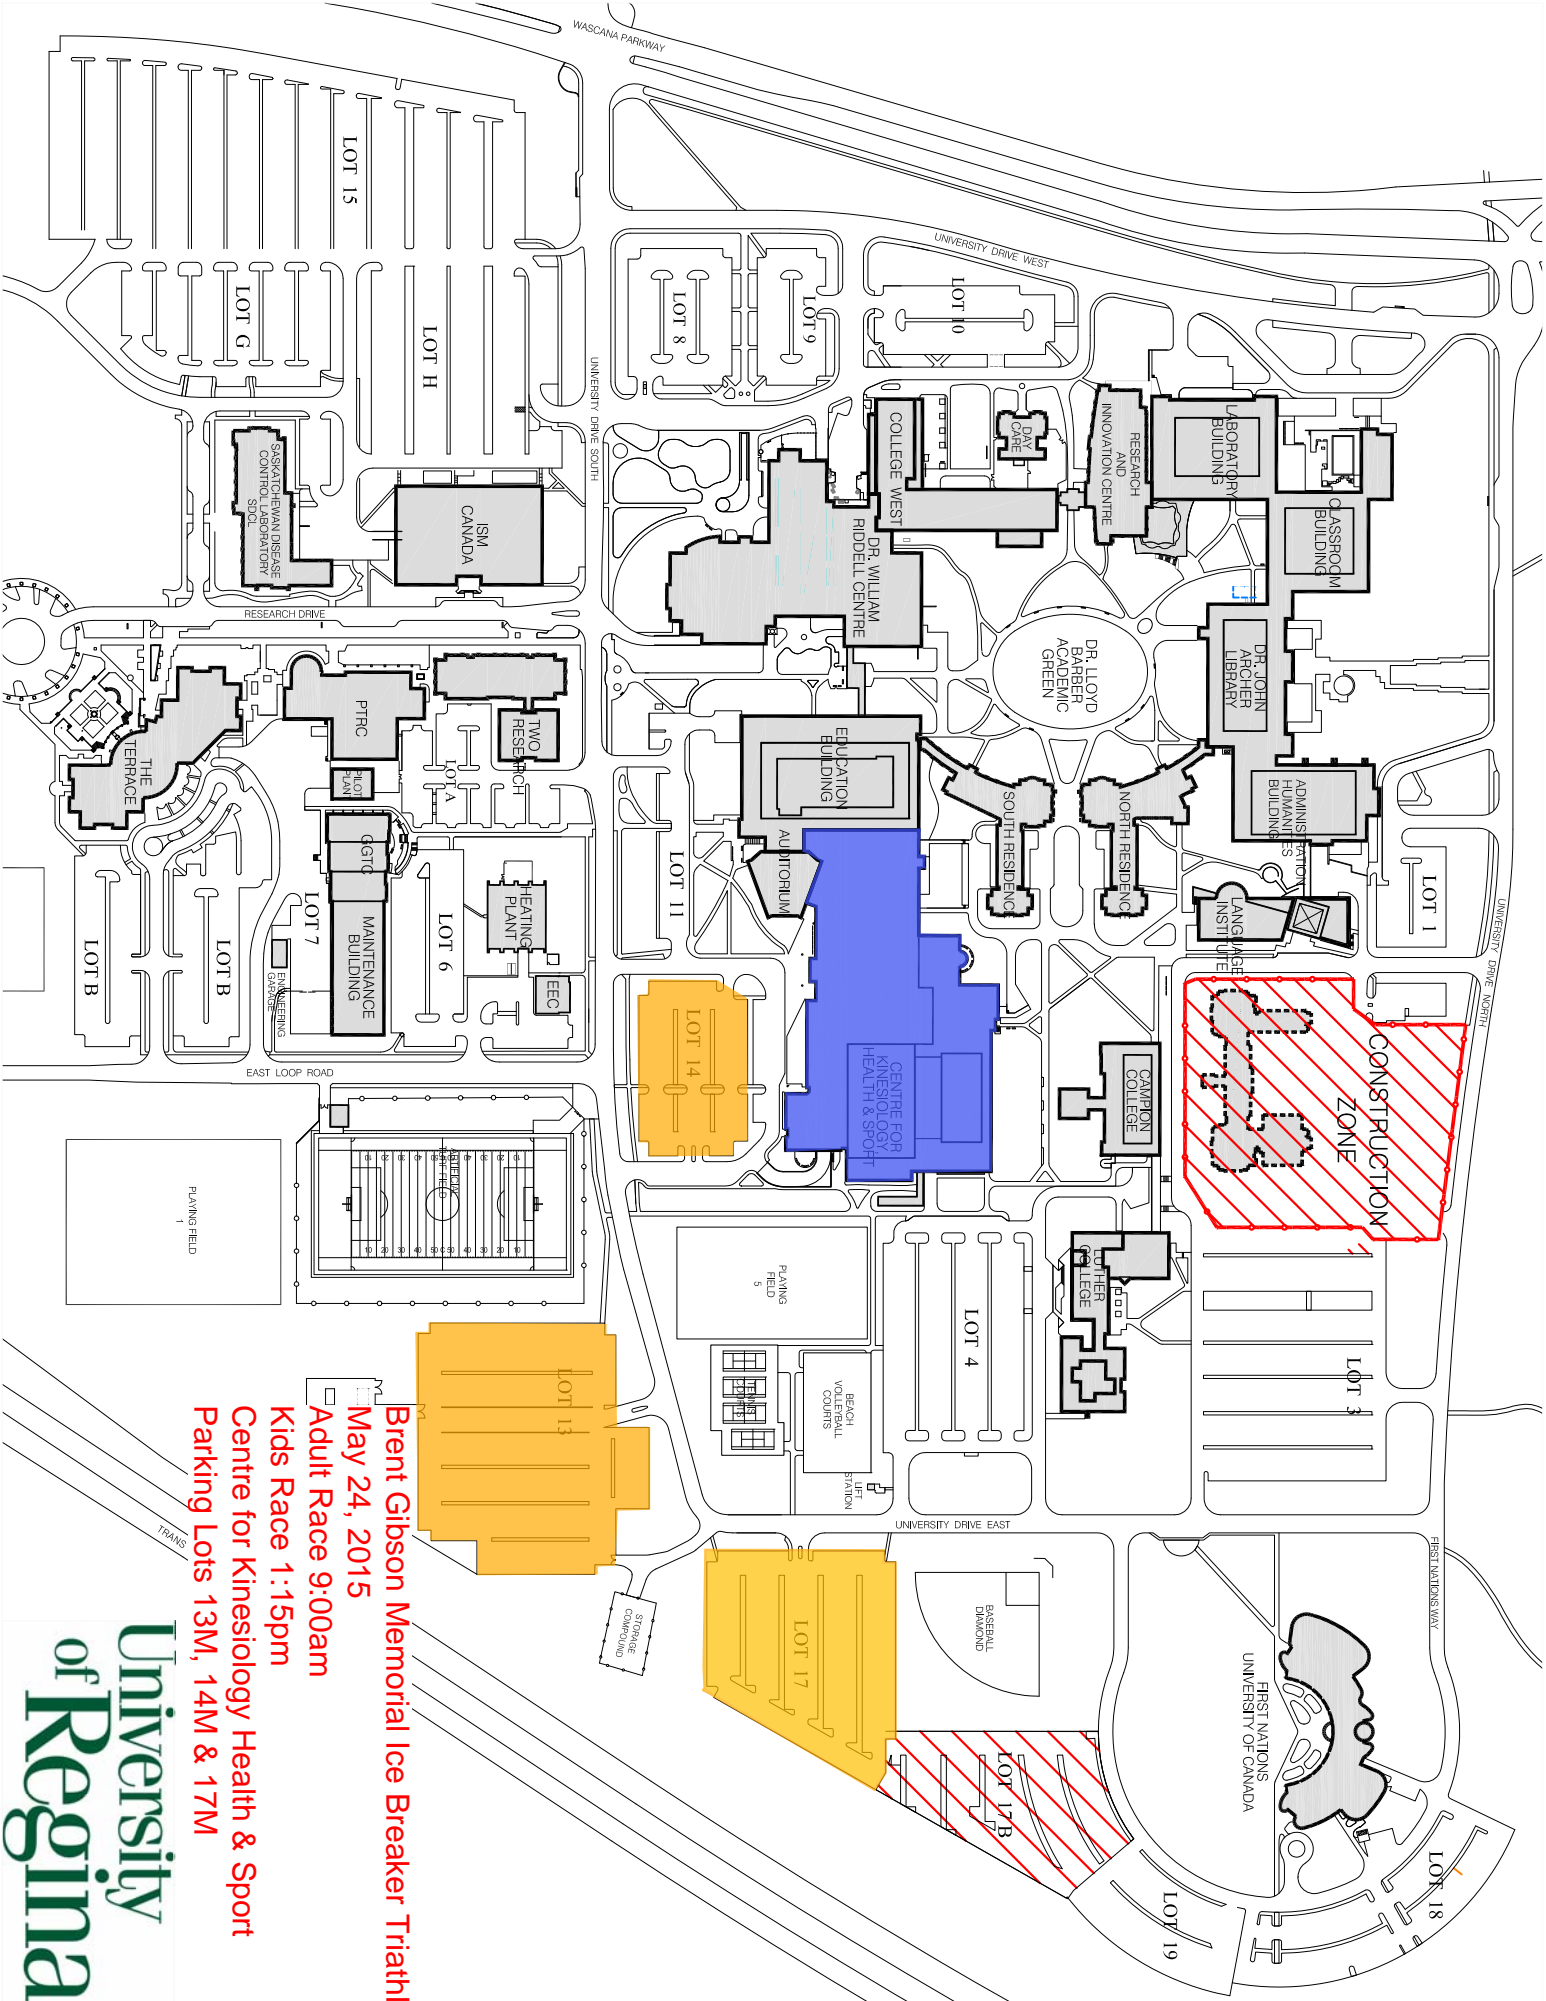 WASCANA PARKWAY
UNIVERSITY DRIVE WEST
LOT 15
LOT G
LOT H
LOT 8
LOT 9
LOT 10
UNIVERSITY DRIVE SOUTH
SASKATCHEWAN DISEASE
CONTROL LABORATORY
SDCL
ISM
CANADA
COLLEGE WEST
DAY
CARE
RESEARCH
AND
INNOVATION CENTRE
LABORATORY
BUILDING
CLASSROOM
BUILDING
DR. WILLIAM
RIDDELL CENTRE
RESEARCH DRIVE
DR. LLOYD
BARBER
ACADEMIC
GREEN
DR. JOHN
ARCHER
LIBRARY
THE
TERRACE
PTRC
TWO
RESEARCH
PILOT
PLANT
LOT A
EDUCATION
BUILDING
SOUTH RESIDENCE
NORTH RESIDENCE
ADMINISTRATION
HUMANITIES
BUILDING
GGTC
AUDITORIUM
LOT 11
LOT 1
UNIVERSITY DRIVE NORTH
LOT B
LOT B
LOT 7
MAINTENANCE
BUILDING
LOT 6
HEATING
PLANT
EEC
ENGINEERING
GARAGE
LANGUAGE
INSTITUTE
EAST LOOP ROAD
LOT 14
CENTRE FOR
KINESIOLOGY,
HEALTH & SPORT
CAMPION
COLLEGE
CONSTRUCTION
ZONE
ARTIFICIAL
TURF FIELD
PLAYING FIELD
1
PLAYING
FIELD
5
LOT 4
LUTHER
COLLEGE
LOT 3
LOT 13
TENNIS
COURTS
BEACH
VOLLEYBALL
COURTS
LIFT
STATION
UNIVERSITY DRIVE EAST
FIRST NATIONS WAY
TRANS
STORAGE
COMPOUND
LOT 17
BASEBALL
DIAMOND
FIRST NATIONS
UNIVERSITY OF CANADA
LOT 17B
LOT 18
LOT 19
Brent Gibson Memorial Ice Breaker Triathl
May 24, 2015
Adult Race 9:00am
Kids Race 1:15pm
Centre for Kinesiology Health & Sport
Parking Lots 13M, 14M & 17M
University
of Regina